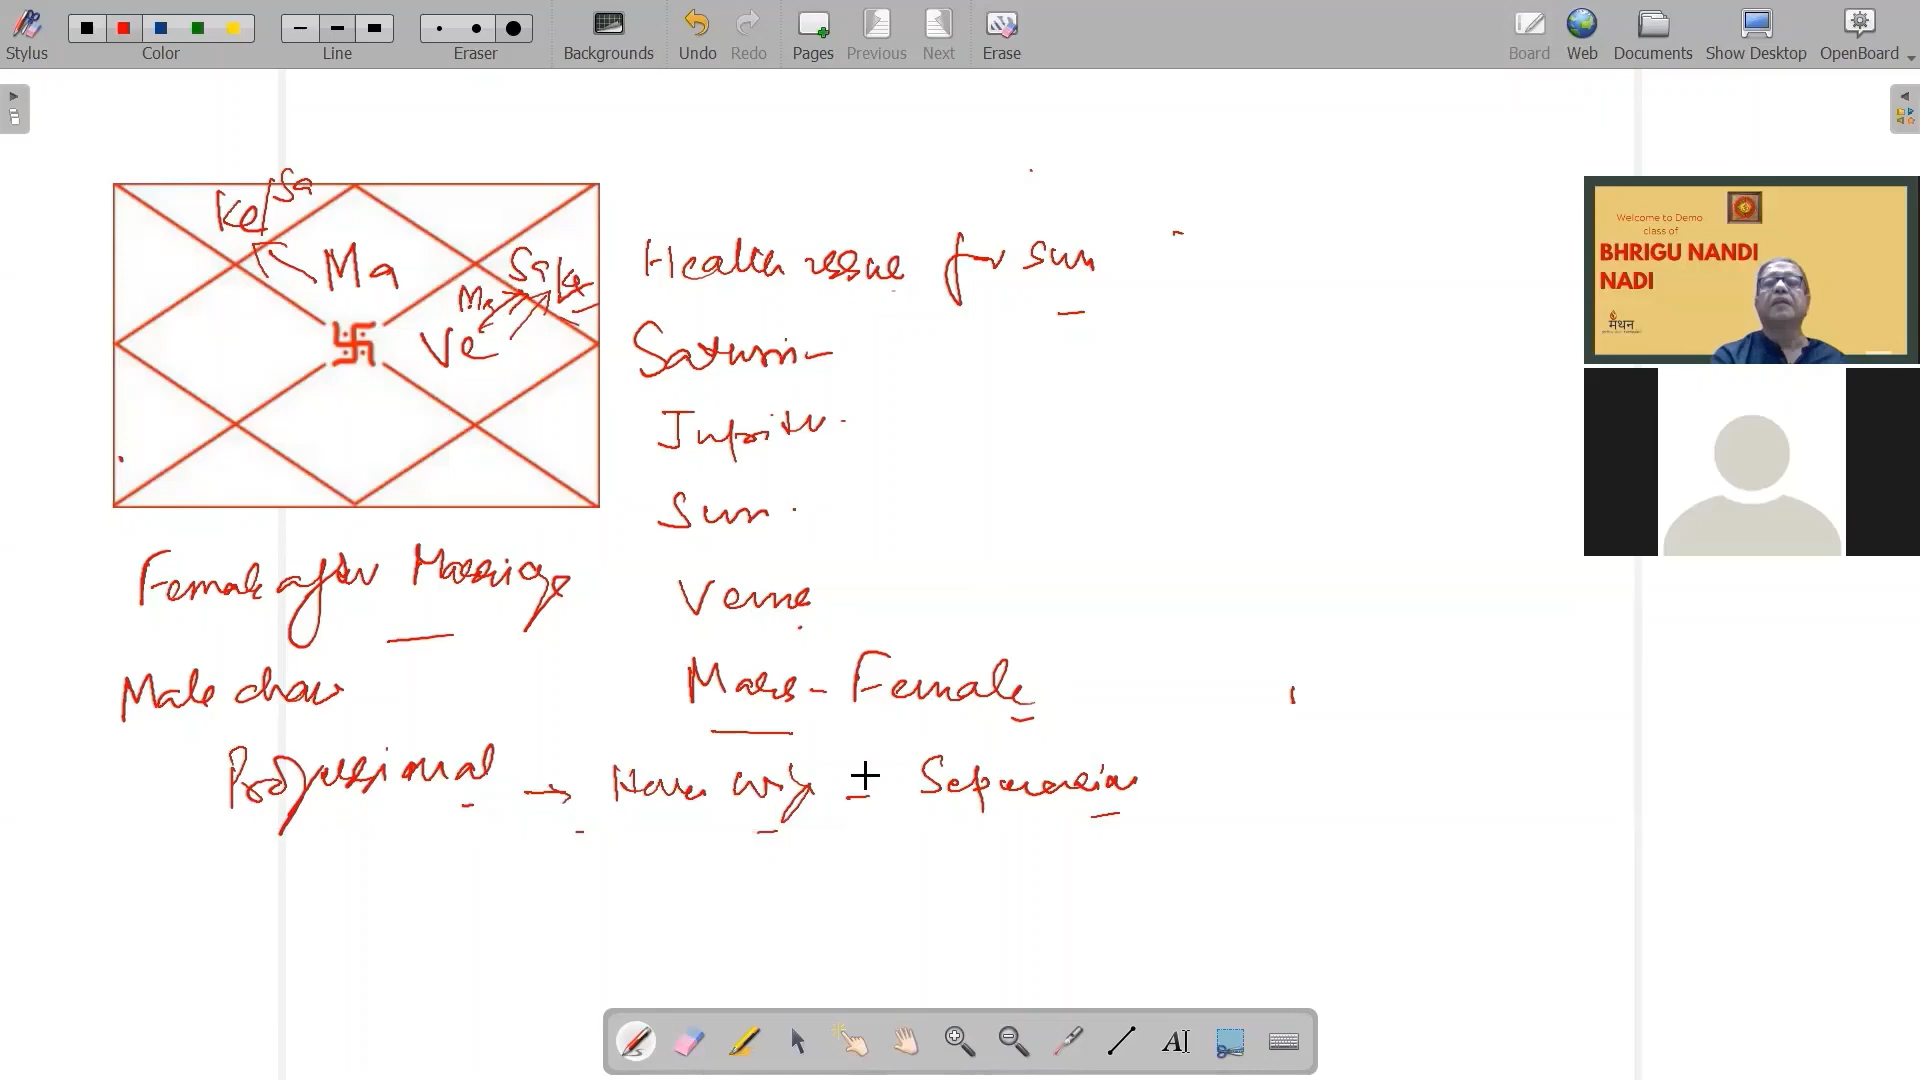 Stylus
Color
Line
Eraser
Backgrounds
Undo
Redo
Pages
Previous
Next
Erase
Board
Web
Documents
Show Desktop
OpenBoard
Ke/Sa
Ma
Sa Ke
Ma
Ve
Health issue for sun
Saturn-
Jupiter
Sun
Venus
Mars - Female
Female after Marriage
Male chart
Professional → House wife Separation
Welcome to Demo
class of
BHRIGU NANDI
NADI
मंथन
AI